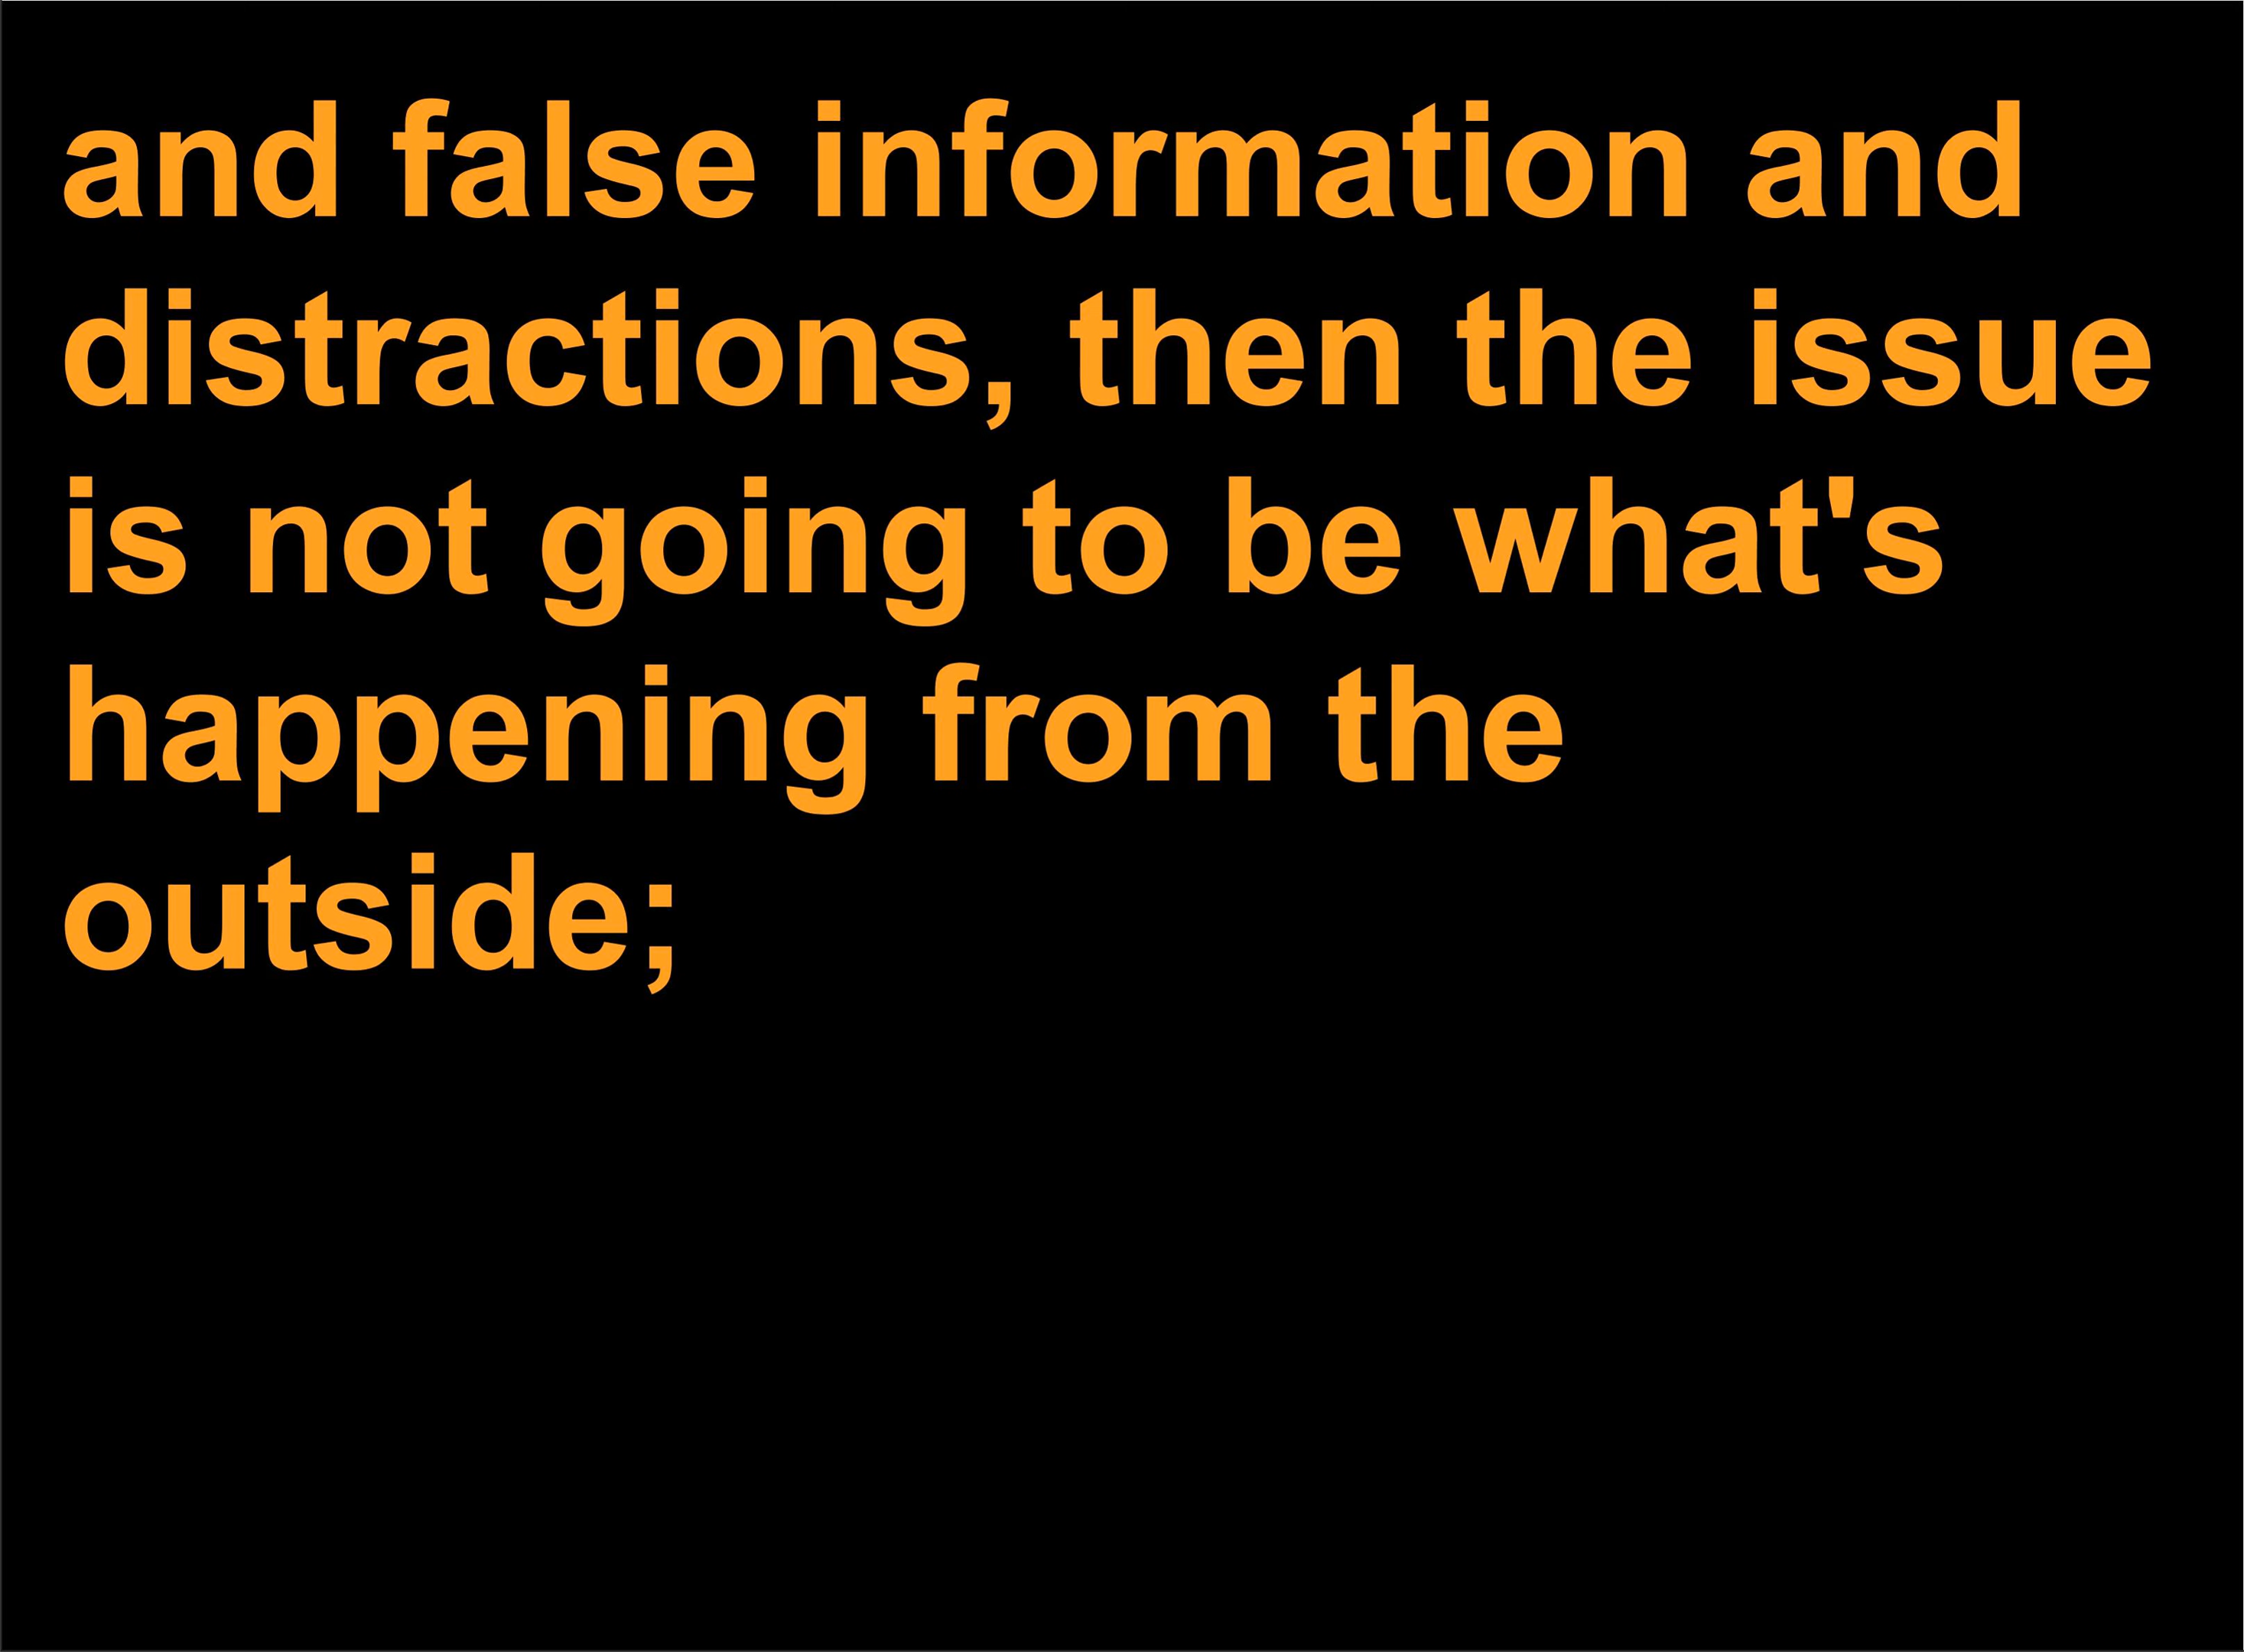 and false information and
distractions, then the issue
is not going to be what's
happening from the
outside;